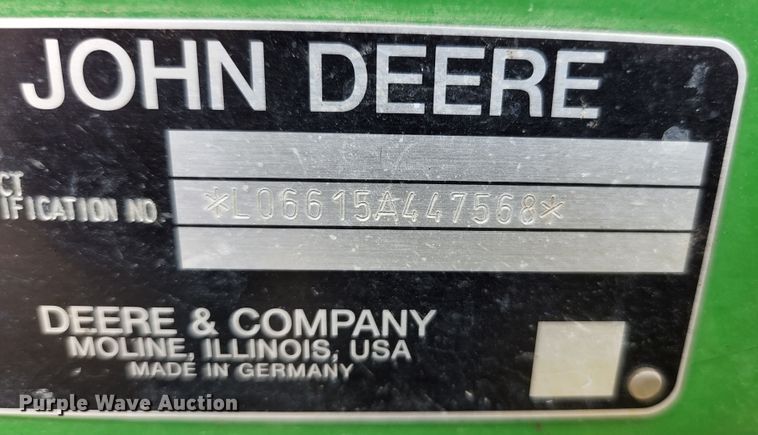 JOHN DEERE
CT
IFICATION NO.
*L06615A447568*
DEERE & COMPANY
MOLINE, ILLINOIS, USA
MADE IN GERMANY
Purple Wave Auction